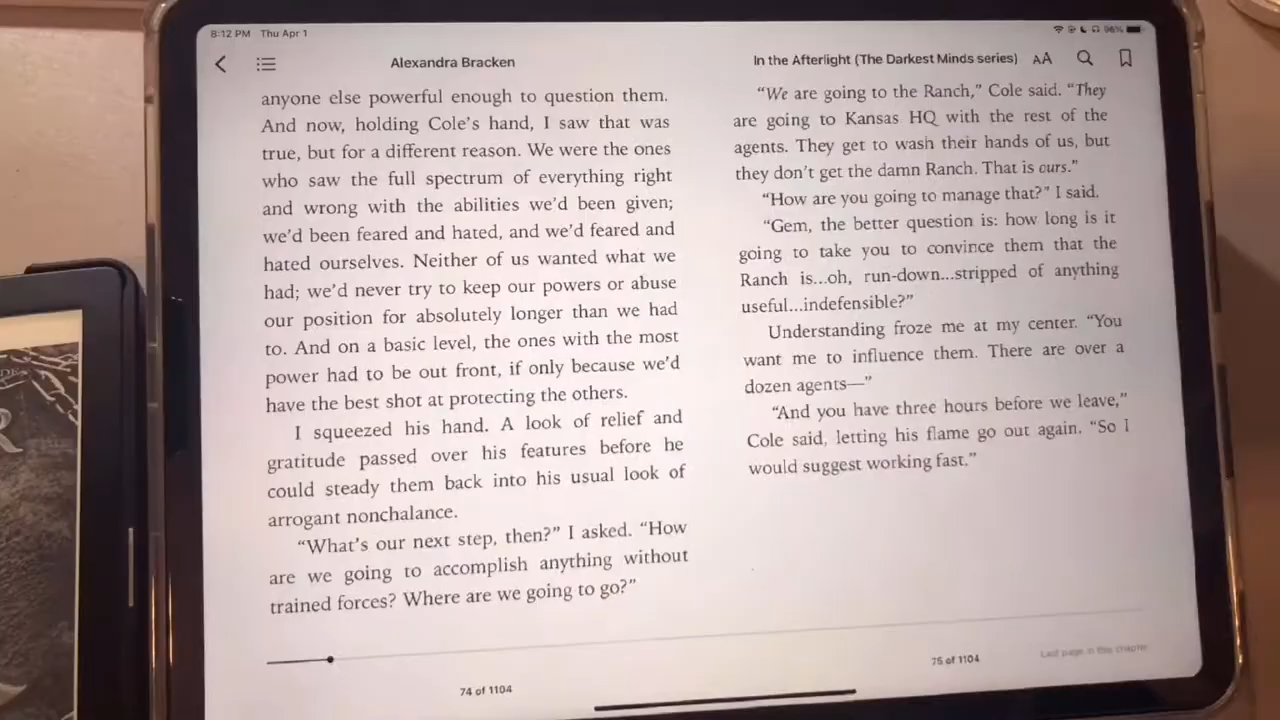 8:12 PM Thu Apr 1
96%
Alexandra Bracken
anyone else powerful enough to question them.
And now, holding Cole's hand, I saw that was
true, but for a different reason. We were the ones
who saw the full spectrum of everything right
and wrong with the abilities we'd been given;
we'd been feared and hated, and we'd feared and
hated ourselves. Neither of us wanted what we
had; we'd never try to keep our powers or abuse
our position for absolutely longer than we had
to. And on a basic level, the ones with the most
power had to be out front, if only because we'd
have the best shot at protecting the others.
I squeezed his hand. A look of relief and
gratitude passed over his features before he
could steady them back into his usual look of
arrogant nonchalance.
“What's our next step, then?” I asked. “How
are we going to accomplish anything without
trained forces? Where are we going to go?”
74 of 1104
In the Afterlight (The Darkest Minds series)
AA
“We are going to the Ranch,” Cole said. “They
are going to Kansas HQ with the rest of the
agents. They get to wash their hands of us, but
they don't get the damn Ranch. That is ours.”
“How are you going to manage that?” I said.
“Gem, the better question is: how long is it
going to take you to convince them that the
Ranch is...oh, run-down...stripped of anything
useful...indefensible?”
Understanding froze me at my center. “You
want me to influence them. There are over a
dozen agents—”
“And you have three hours before we leave,”
Cole said, letting his flame go out again. “So I
would suggest working fast.”
75 of 1104
Last page in this chapter
R